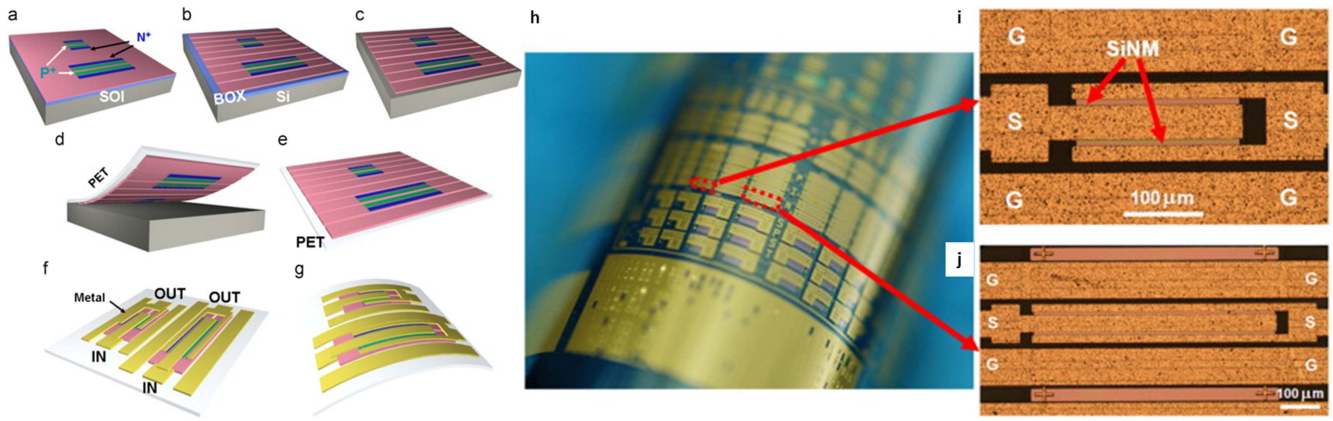 a
b
c
N⁺
P⁺
SOI
BOX
Si
d
e
PET
PET
f
g
Metal
OUT
OUT
IN
IN
h
i
G
G
SiNM
S
S
G
G
100 μm
j
G
G
S
S
G
G
100 μm